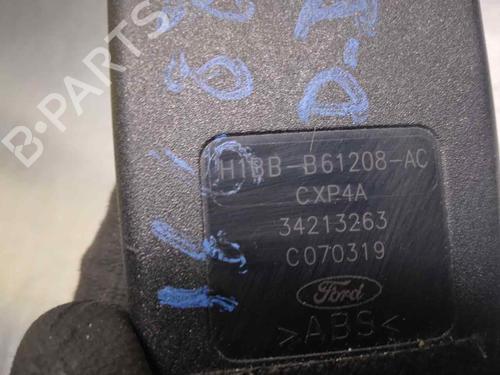 H1BB-B61208-AC
CXP4A
34213263
C070319
Ford
>ABS<
B-PARTS